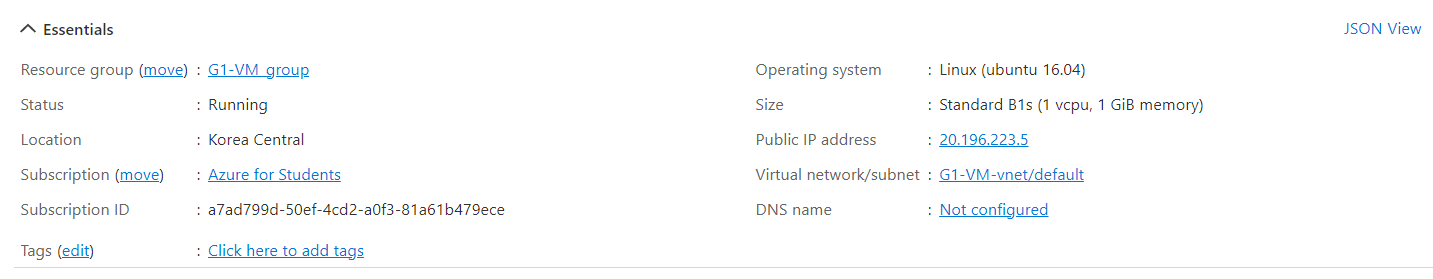 Essentials
JSON View
Resource group (move) : G1-VM_group
Status : Running
Location : Korea Central
Subscription (move) : Azure for Students
Subscription ID : a7ad799d-50ef-4cd2-a0f3-81a61b479ece
Tags (edit) : Click here to add tags
Operating system : Linux (ubuntu 16.04)
Size : Standard B1s (1 vcpu, 1 GiB memory)
Public IP address : 20.196.223.5
Virtual network/subnet : G1-VM-vnet/default
DNS name : Not configured